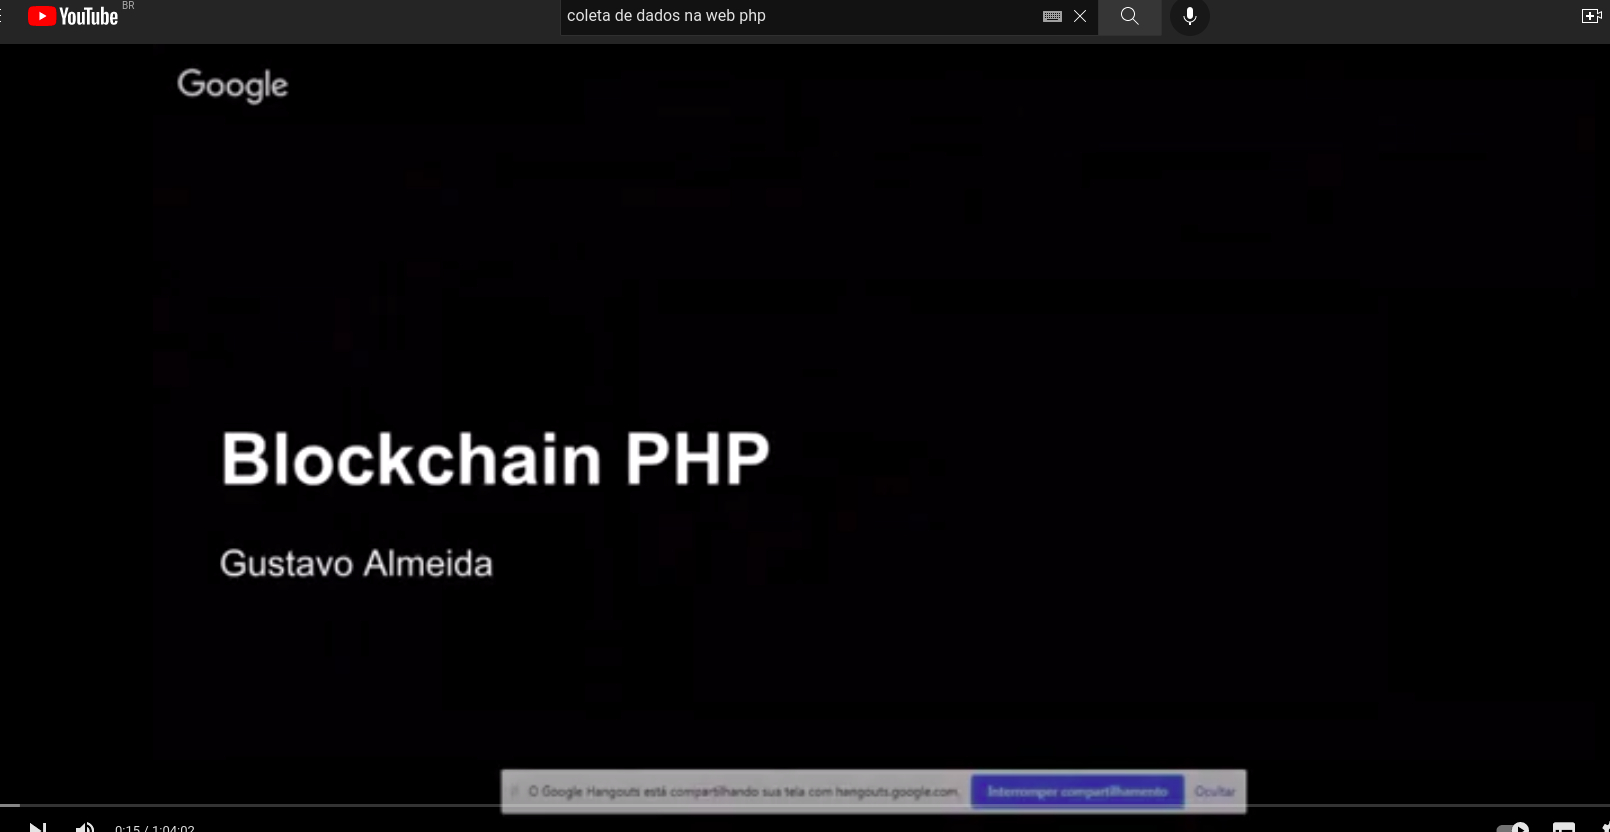 YouTube BR
coleta de dados na web php
Google
Blockchain PHP
Gustavo Almeida
O Google Hangouts está compartilhando sua tela com hangouts.google.com.
Interromper compartilhamento
Ocultar
0:15 / 1:04:02